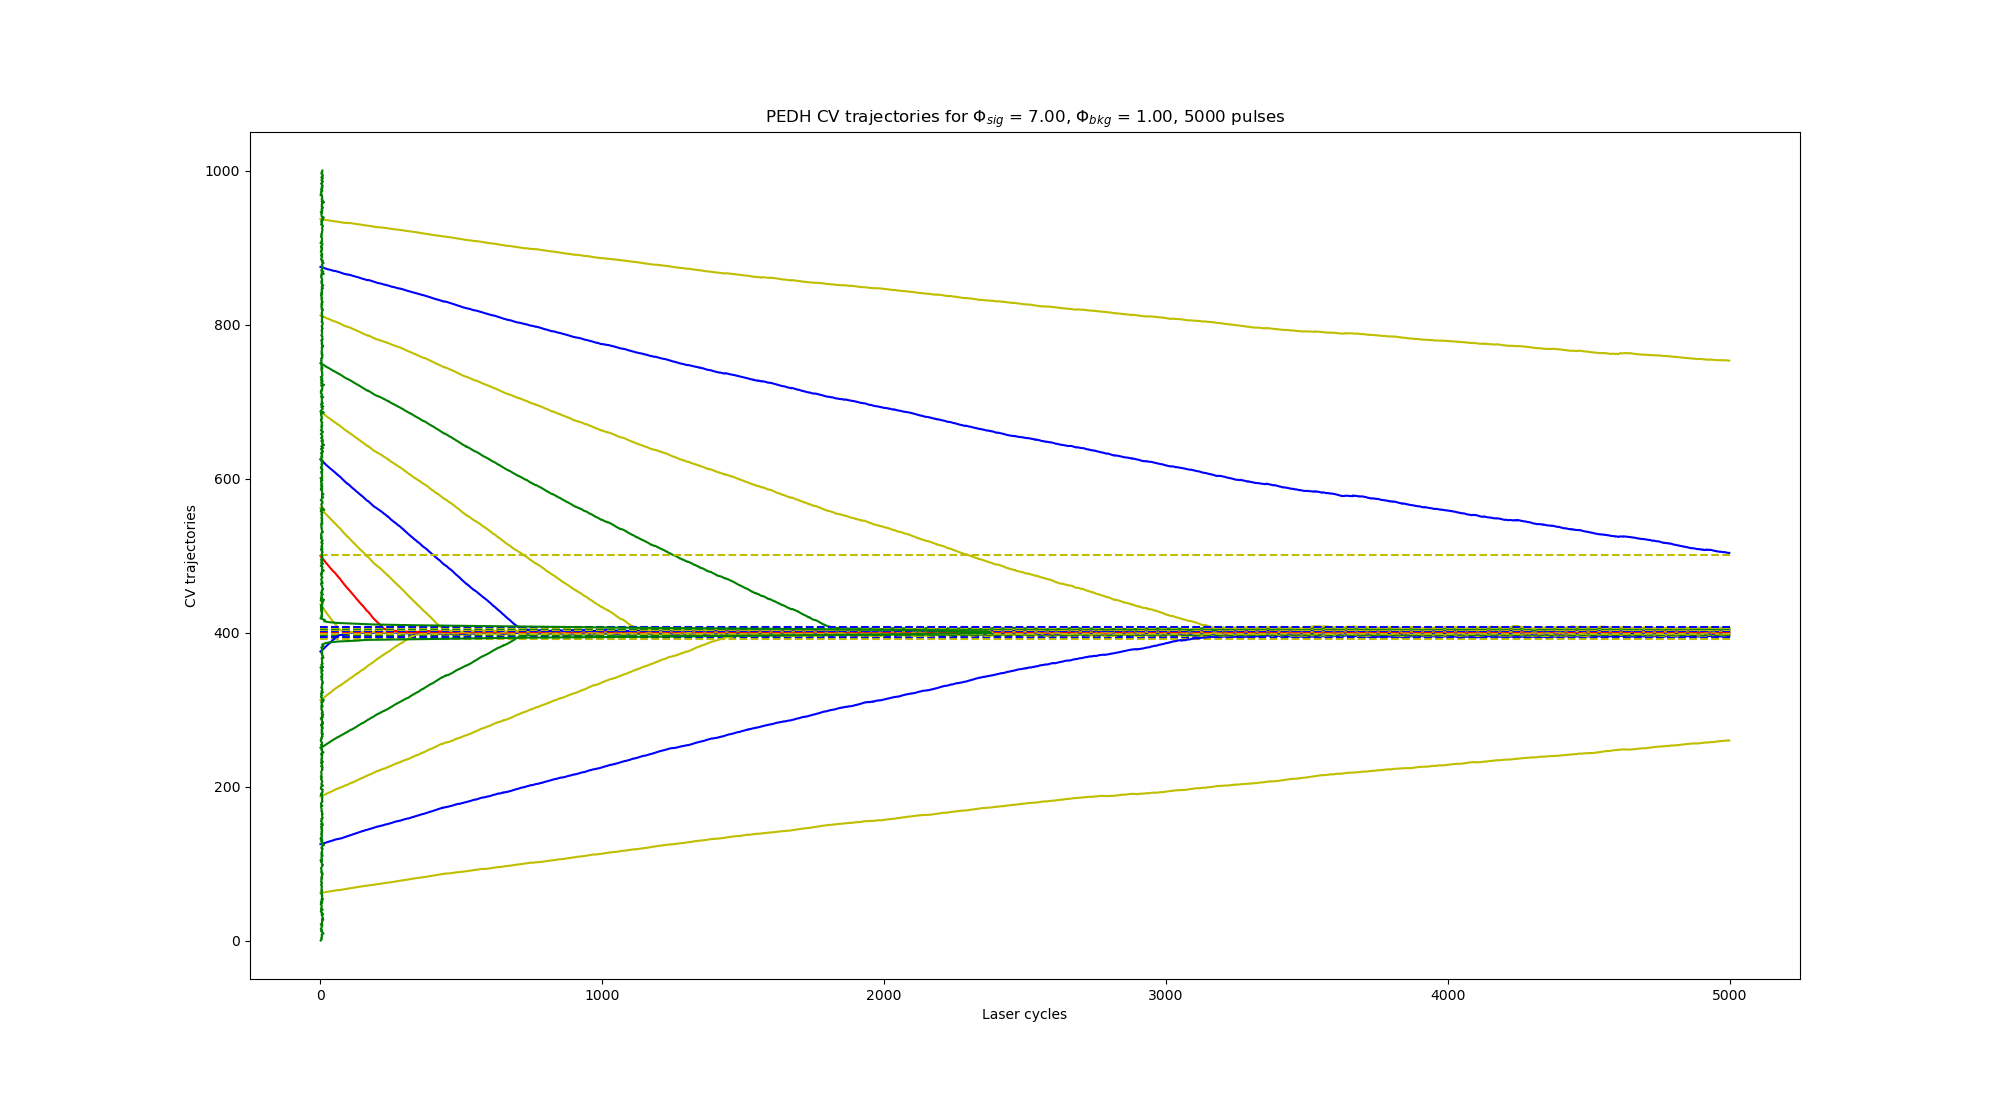 PEDH CV trajectories for Φsig = 7.00, Φbkg = 1.00, 5000 pulses
CV trajectories
1000
800
600
400
200
0
0 1000 2000 3000 4000 5000
Laser cycles